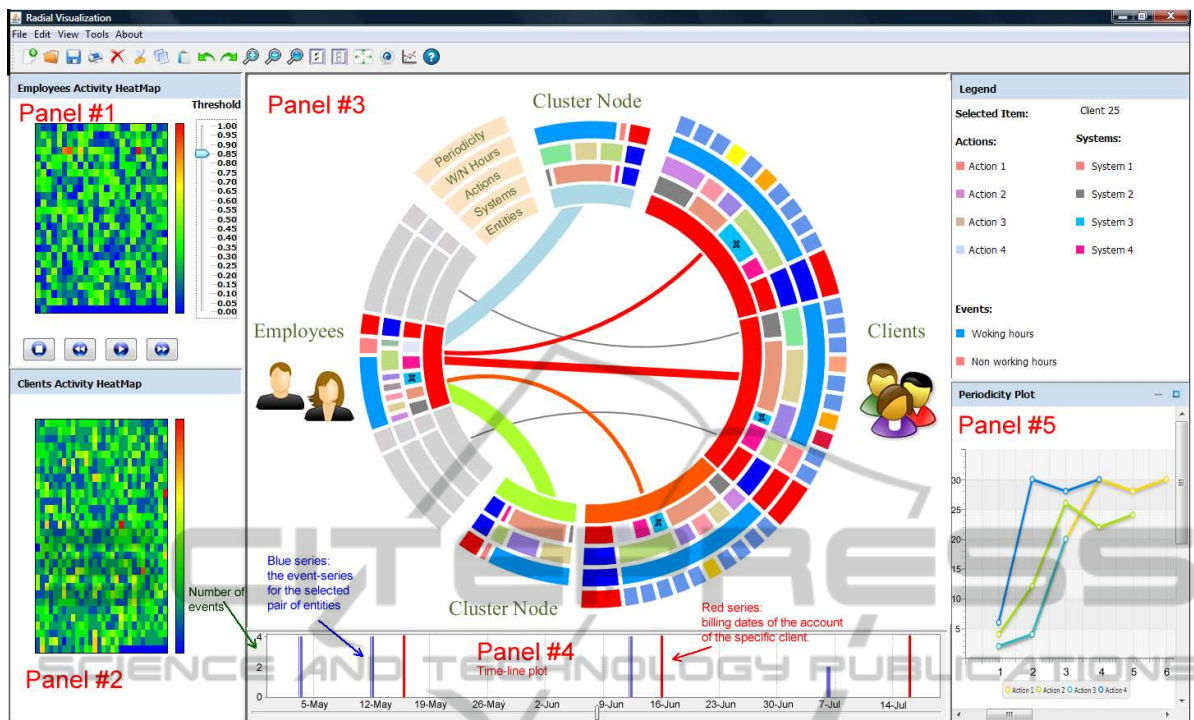 Radial Visualization
File Edit View Tools About
Employees Activity HeatMap
Panel #1
Threshold
1.00
0.95
0.90
0.85
0.80
0.75
0.70
0.65
0.60
0.55
0.50
0.45
0.40
0.35
0.30
0.25
0.20
0.15
0.10
0.05
0.00
Clients Activity HeatMap
Panel #2
Panel #3
Cluster Node
Periodicity
W/N Hours
Actions
Systems
Entities
Employees
Clients
Cluster Node
x
x
x
x
Number of
events
Blue series:
the event-series
for the selected
pair of entities
Red series:
billing dates of the account
of the specific client.
Panel #4
Time-line plot
4
2
0
5-May 12-May 19-May 26-May 2-Jun 9-Jun 16-Jun 23-Jun 30-Jun 7-Jul 14-Jul
Legend
Selected Item: Client 25
Actions: Systems:
Action 1 System 1
Action 2 System 2
Action 3 System 3
Action 4 System 4
Events:
Woking hours
Non working hours
Periodicity Plot
Panel #5
30
25
20
15
10
5
1 2 3 4 5 6
Action 1 Action 2 Action 3 Action 4
SCITEPRESS
SCIENCE AND TECHNOLOGY PUBLICATIONS